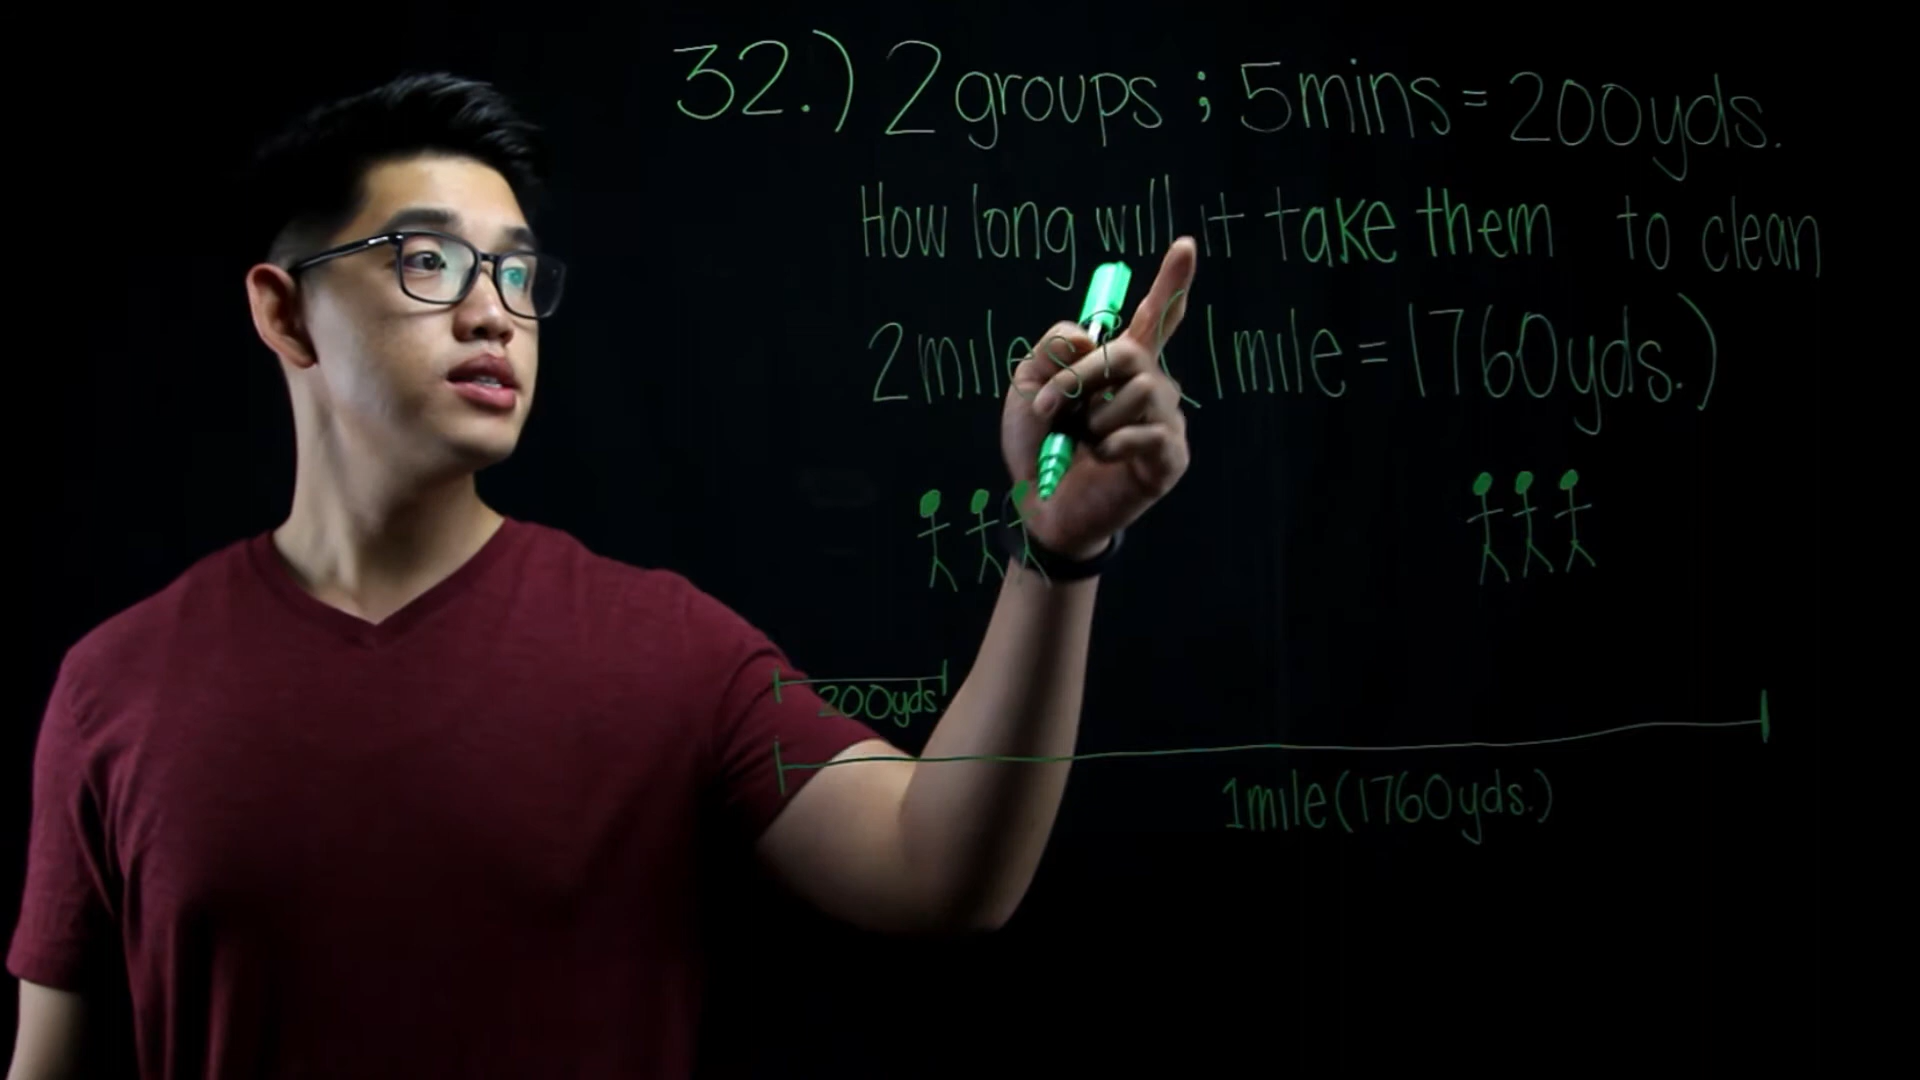 32.) 2 groups ; 5 mins = 200 yds.
How long will it take them to clean
2 miles? (1 mile = 1760 yds.)
200 yds.
1 mile (1760 yds.)